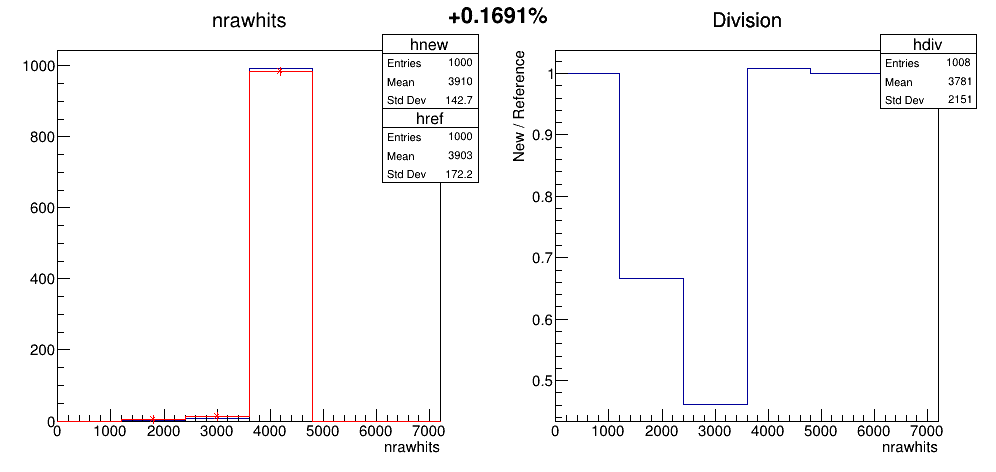 +0.1691%
nrawhits
hnew
Entries 1000
Mean 3910
Std Dev 142.7
href
Entries 1000
Mean 3903
Std Dev 172.2
1000
800
600
400
200
0
0 1000 2000 3000 4000 5000 6000 7000
nrawhits
Division
hdiv
Entries 1008
Mean 3781
Std Dev 2151
New / Reference
1
0.9
0.8
0.7
0.6
0.5
0 1000 2000 3000 4000 5000 6000 7000
nrawhits